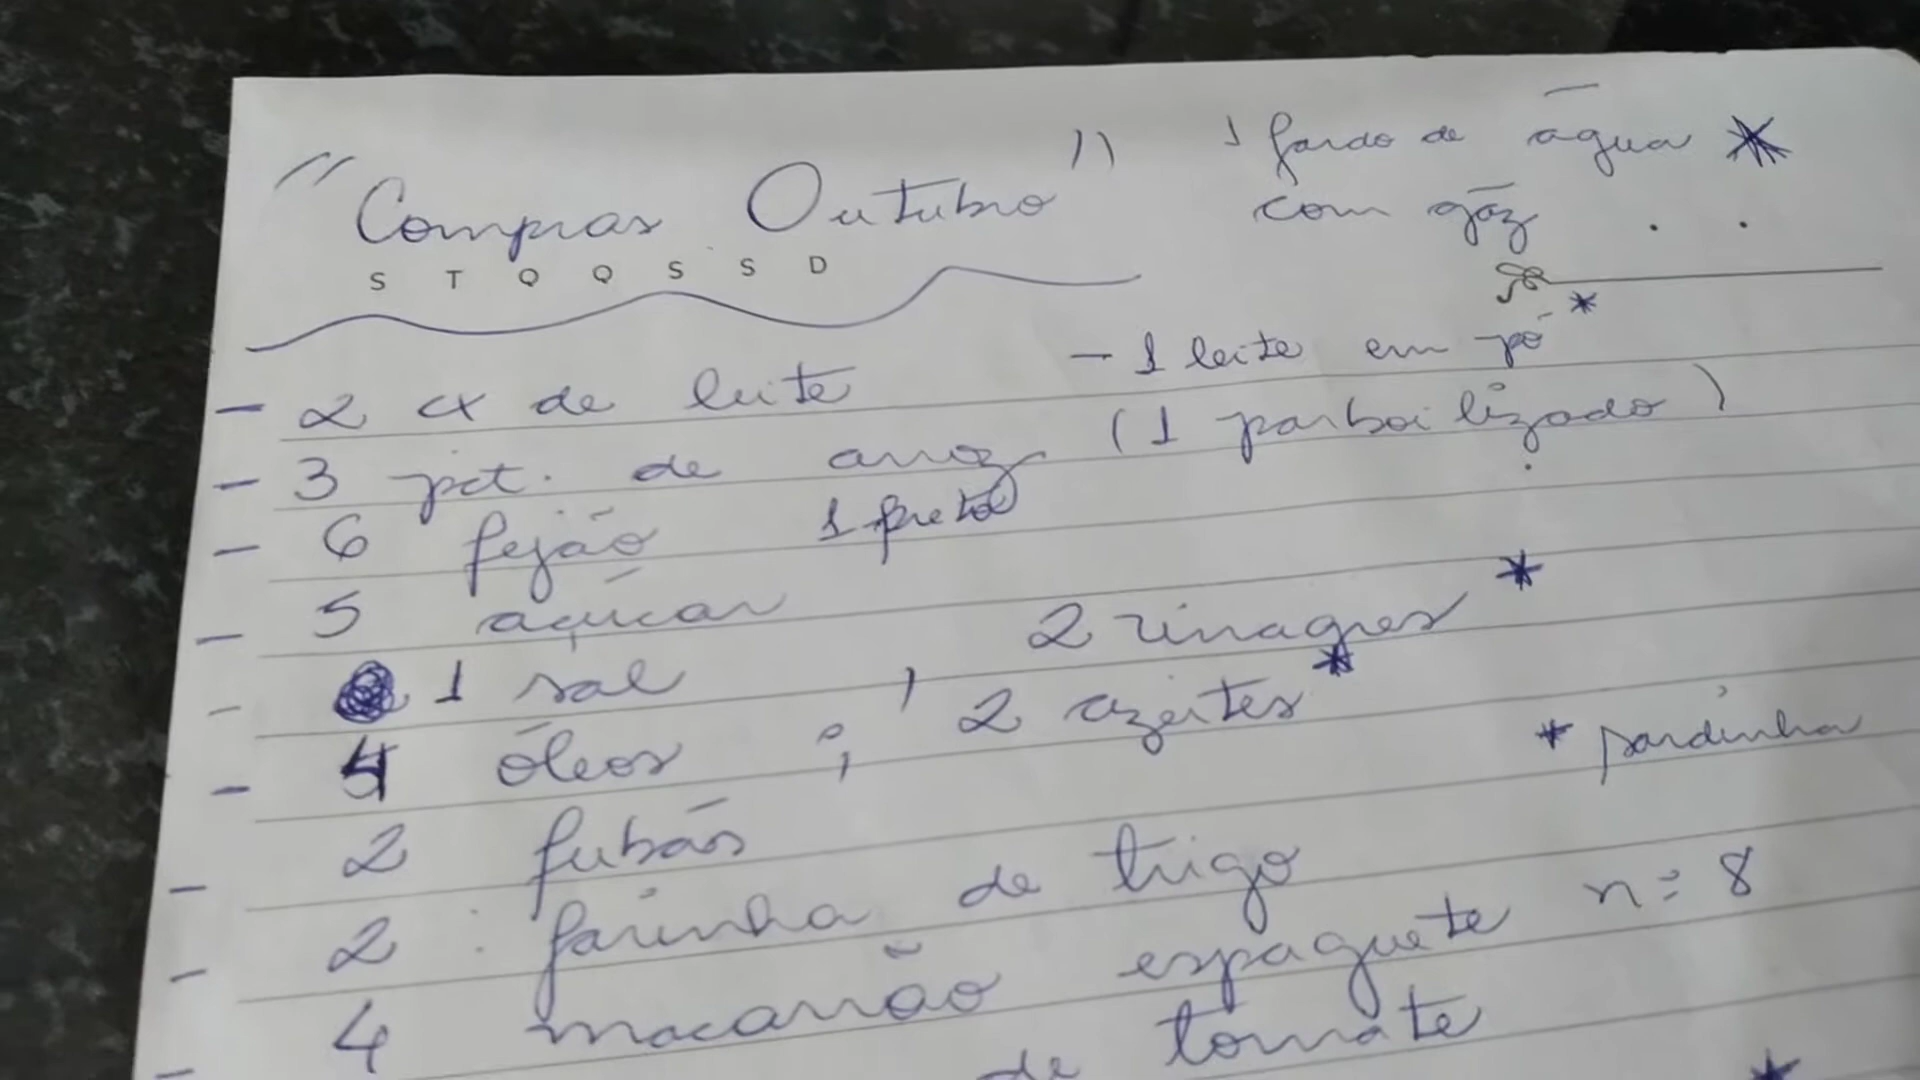 "Compras Outubro"
1 fardo de água *
com gáz
S T Q Q S S D
- 2 cx de leite
- 1 leite em pó *
- 3 pct. de arroz (1 parboilizado)
- 6 fejão 1 preto
- 5 açúcar
- 1 sal , 2 vinagres *
- 4 óleos ; 2 azeites *
* sardinha
- 2 fubás
- 2 farinha de trigo
- 4 macarrão espaguete n: 8
de tomate *